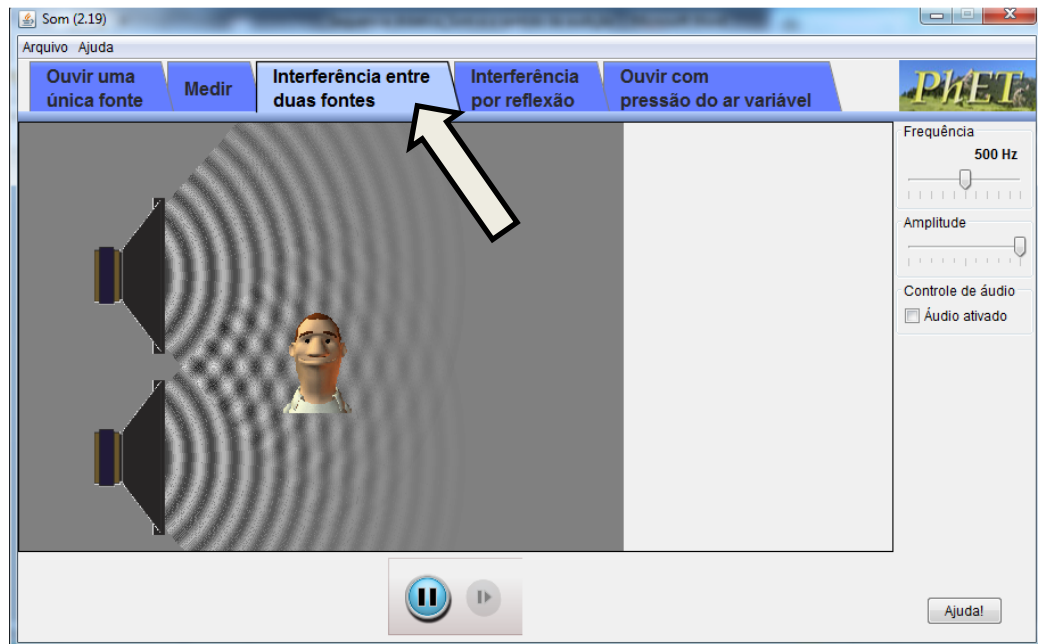 Som (2.19)
Arquivo Ajuda
Ouvir uma
única fonte
Medir
Interferência entre
duas fontes
Interferência
por reflexão
Ouvir com
pressão do ar variável
PhET
Frequência
500 Hz
Amplitude
Controle de áudio
Áudio ativado
Ajuda!